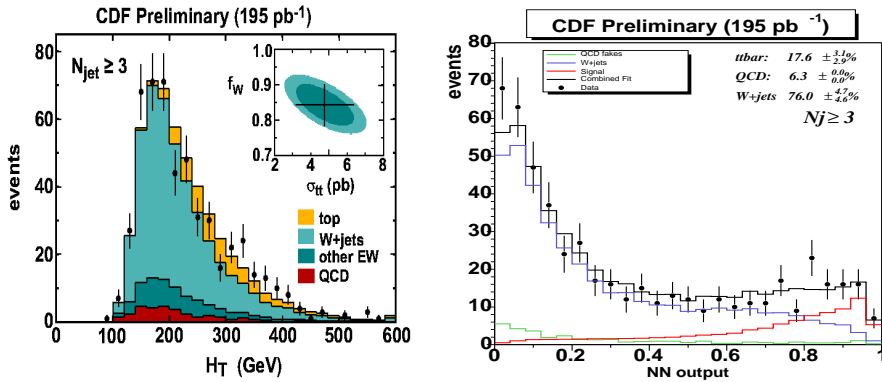 CDF Preliminary (195 pb-1)
80
60
40
20
0
events
Njet ≥ 3
1.0
0.9
0.8
0.7
fW
2 4 6 8
σtt (pb)
top
W+jets
other EW
QCD
0 100 200 300 400 500 600
HT (GeV)
CDF Preliminary (195 pb -1)
80
70
60
50
40
30
20
10
0
events
QCD fakes
W+jets
Signal
Combined Fit
Data
ttbar: 17.6 ± 3.1 2.9 %
QCD: 6.3 ± 0.0 0.0 %
W+jets 76.0 ± 4.7 4.6 %
Nj ≥ 3
0 0.2 0.4 0.6 0.8 1
NN output